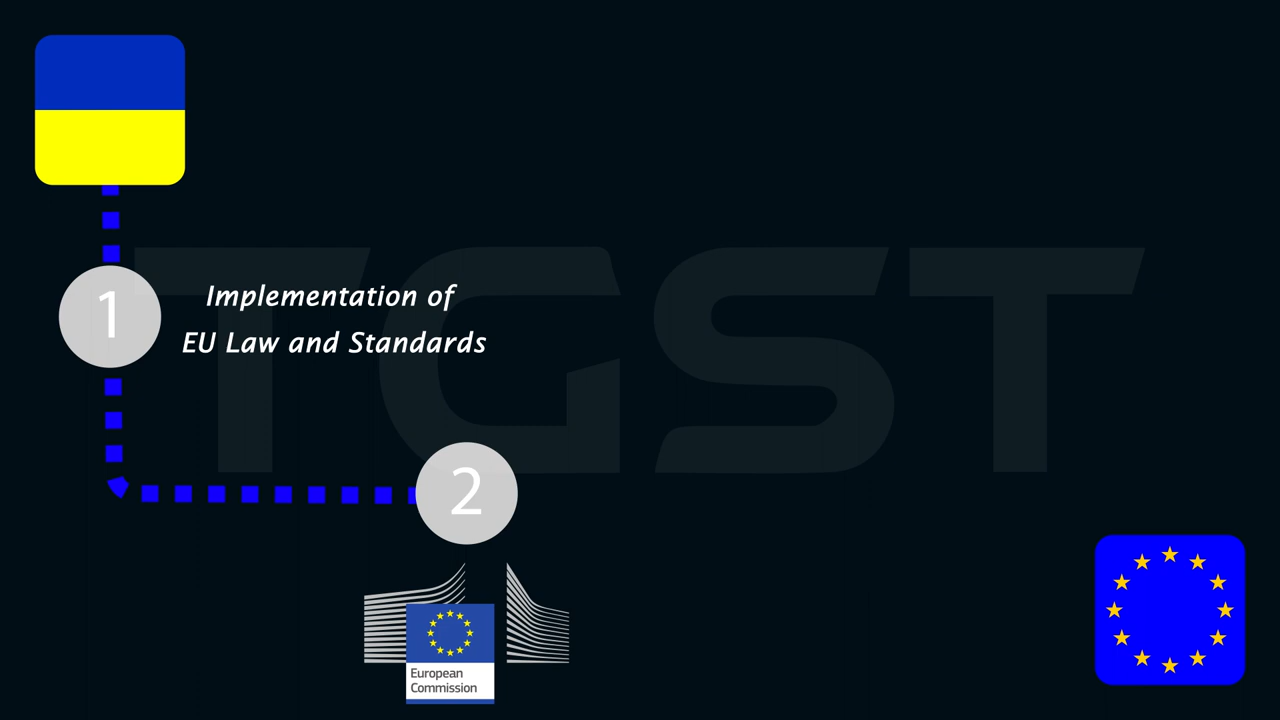 TGST
1
Implementation of
EU Law and Standards
2
European
Commission